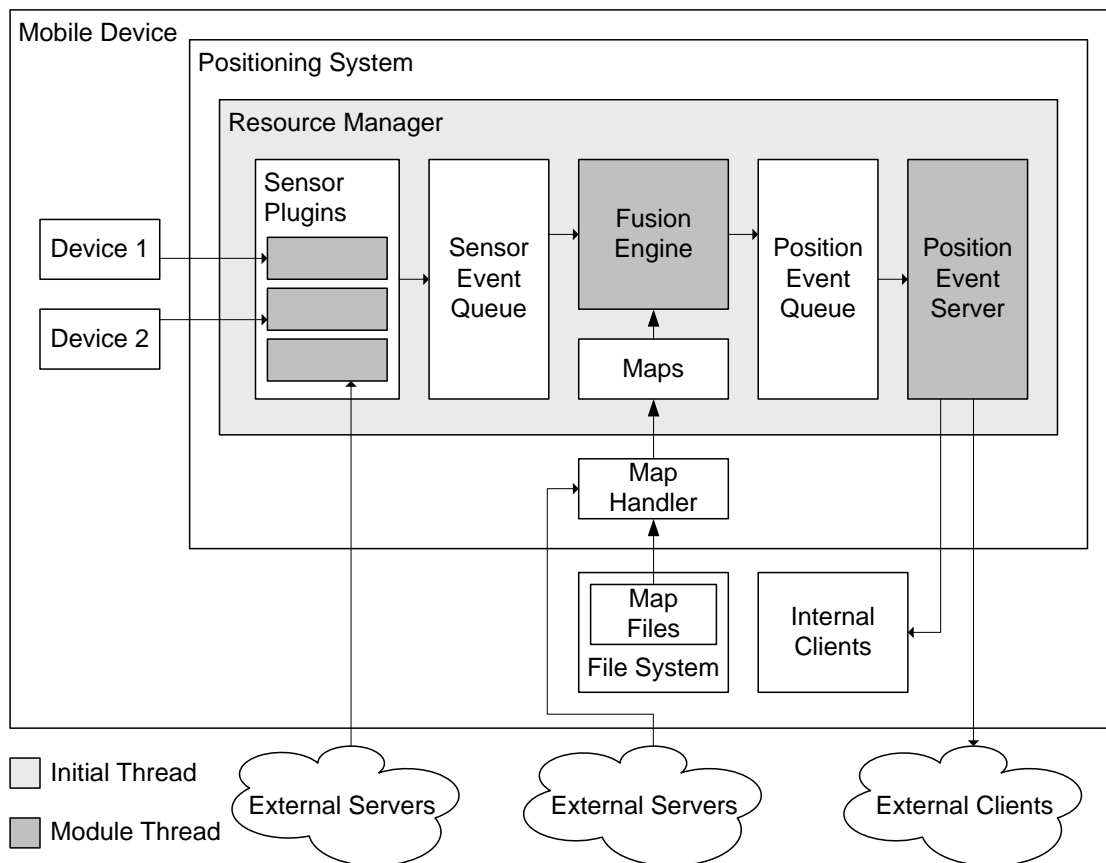 Mobile Device
Positioning System
Resource Manager
Sensor
Plugins
Device 1
Device 2
Sensor
Event
Queue
Fusion
Engine
Maps
Position
Event
Queue
Position
Event
Server
Map
Handler
Map
Files
File System
Internal
Clients
Initial Thread
Module Thread
External Servers
External Servers
External Clients